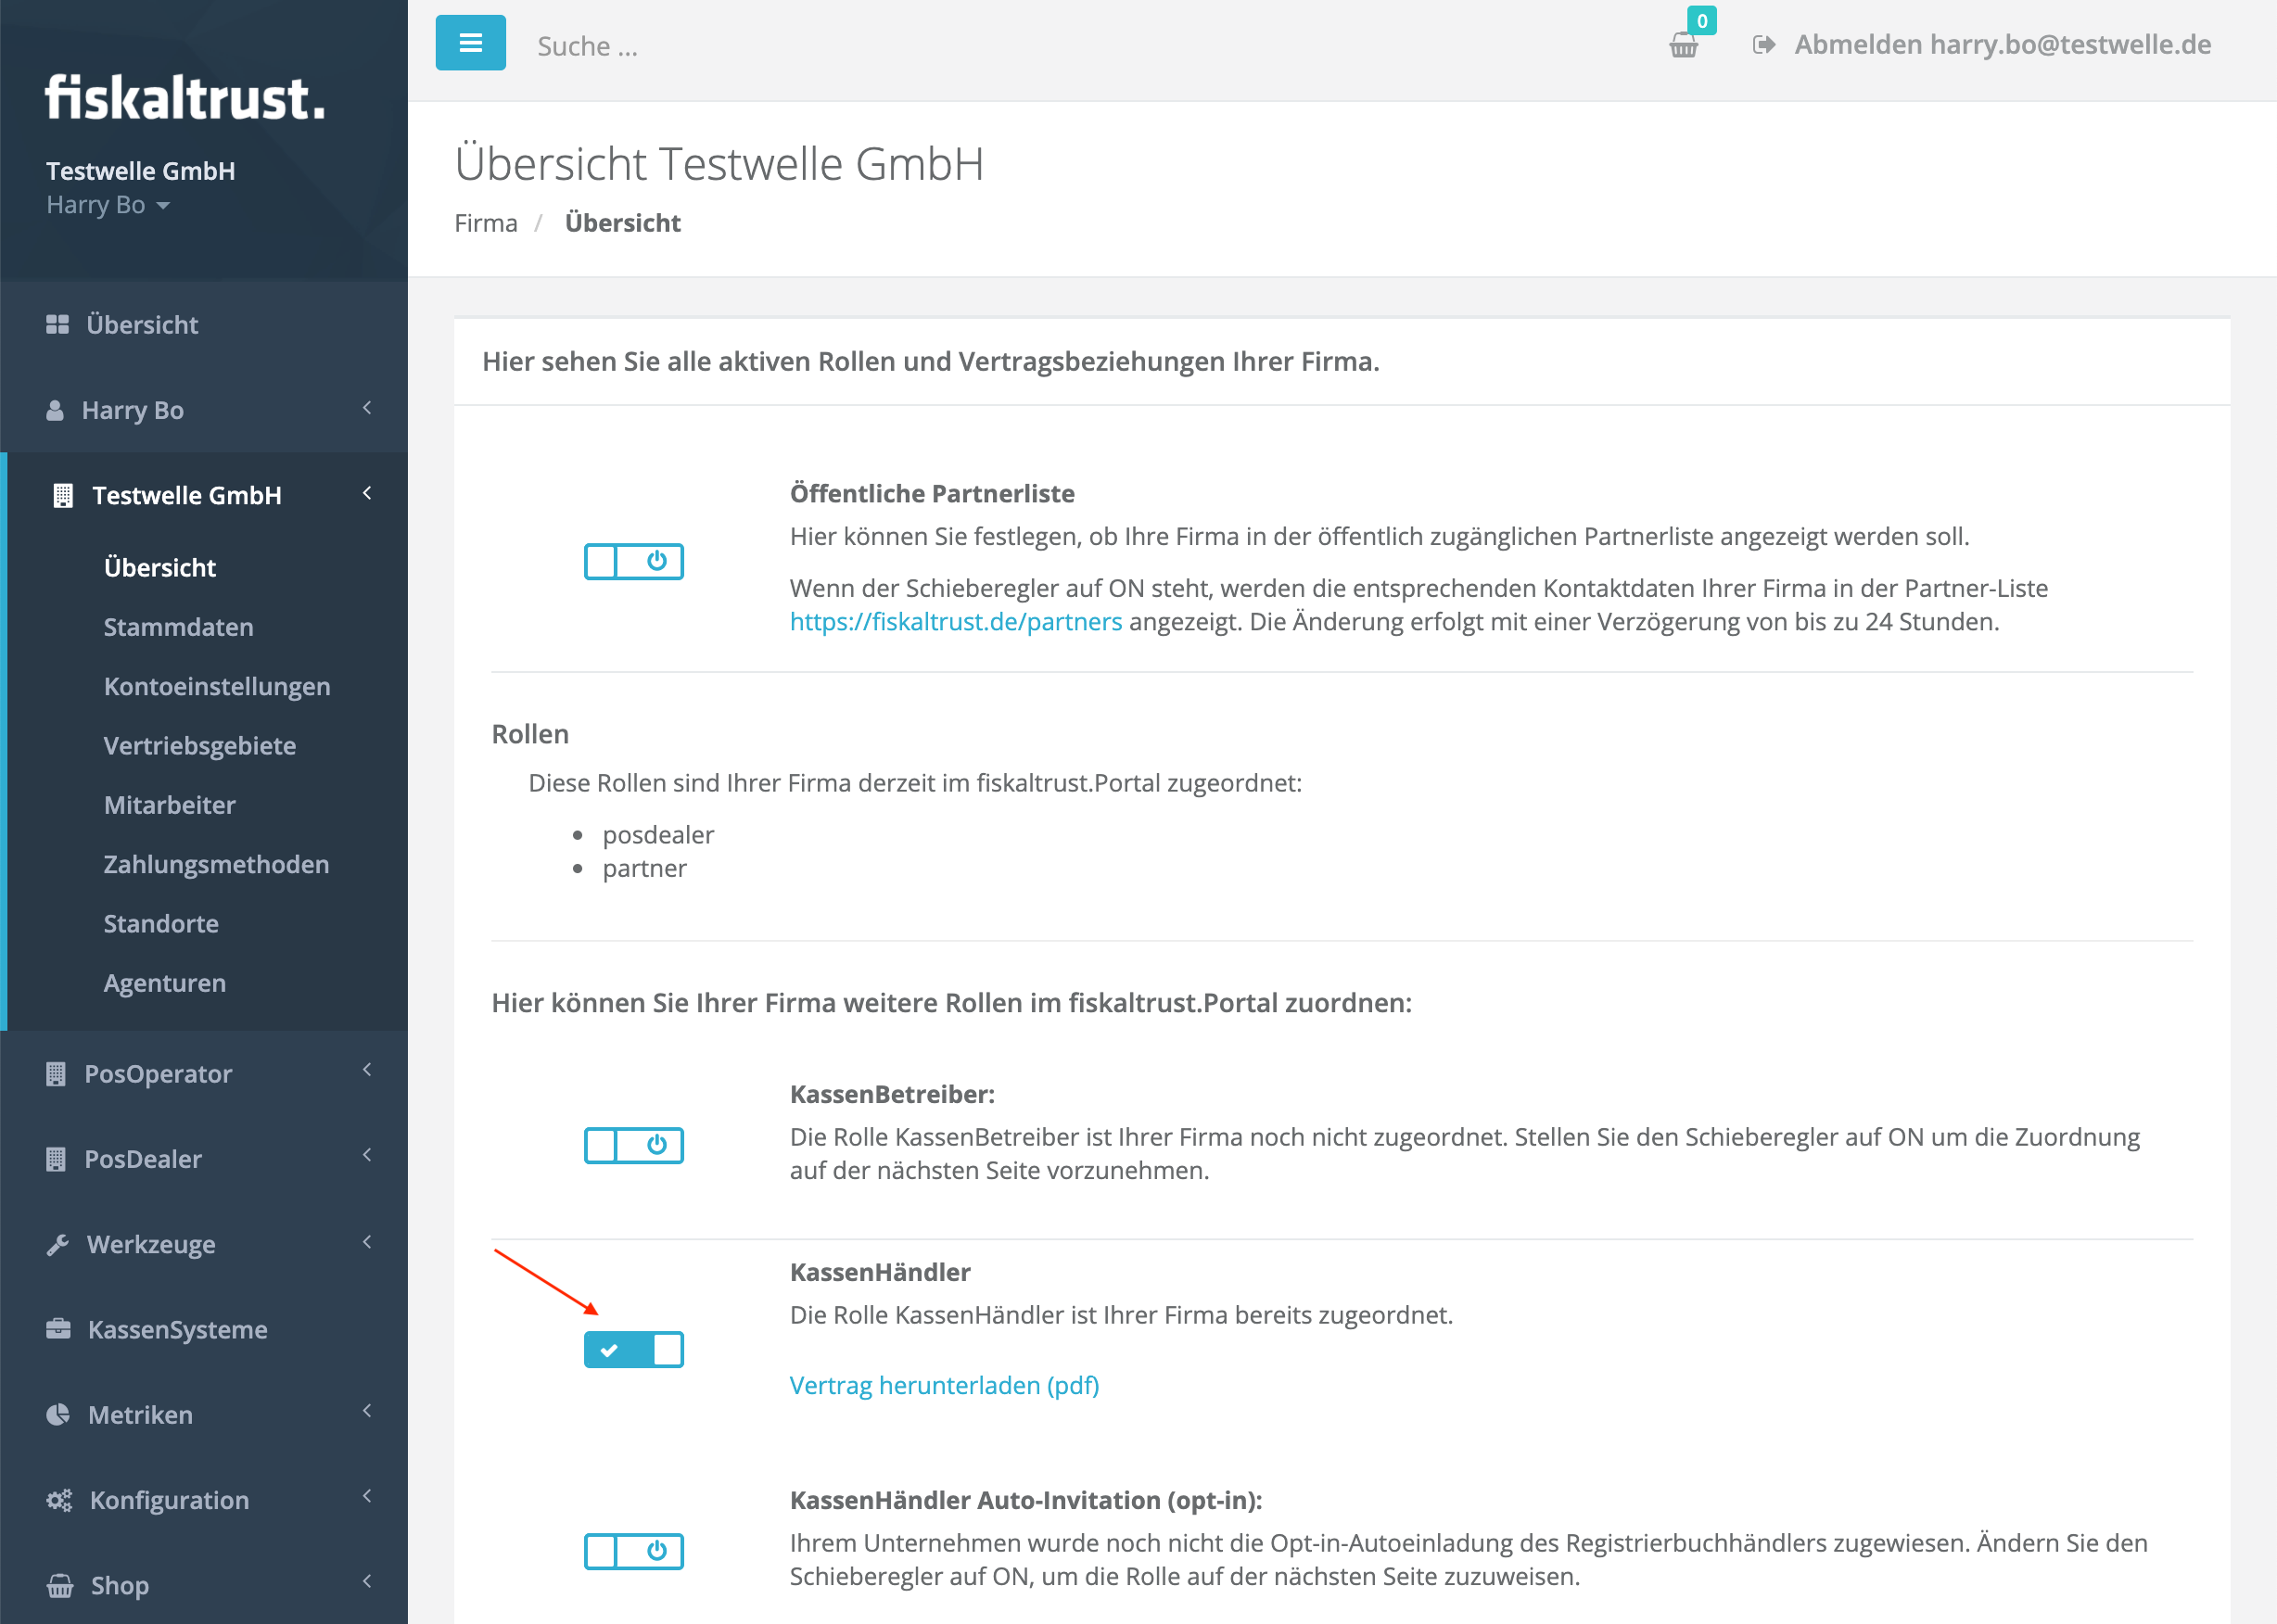 fiskaltrust.
Testwelle GmbH
Harry Bo
Übersicht
Harry Bo
Testwelle GmbH
Übersicht
Stammdaten
Kontoeinstellungen
Vertriebsgebiete
Mitarbeiter
Zahlungsmethoden
Standorte
Agenturen
PosOperator
PosDealer
Werkzeuge
KassenSysteme
Metriken
Konfiguration
Shop
Suche ...
0
Abmelden harry.bo@testwelle.de
Übersicht Testwelle GmbH
Firma / Übersicht
Hier sehen Sie alle aktiven Rollen und Vertragsbeziehungen Ihrer Firma.
Öffentliche Partnerliste
Hier können Sie festlegen, ob Ihre Firma in der öffentlich zugänglichen Partnerliste angezeigt werden soll.
Wenn der Schieberegler auf ON steht, werden die entsprechenden Kontaktdaten Ihrer Firma in der Partner-Liste
https://fiskaltrust.de/partners angezeigt. Die Änderung erfolgt mit einer Verzögerung von bis zu 24 Stunden.
Rollen
Diese Rollen sind Ihrer Firma derzeit im fiskaltrust.Portal zugeordnet:
• posdealer
• partner
Hier können Sie Ihrer Firma weitere Rollen im fiskaltrust.Portal zuordnen:
KassenBetreiber:
Die Rolle KassenBetreiber ist Ihrer Firma noch nicht zugeordnet. Stellen Sie den Schieberegler auf ON um die Zuordnung
auf der nächsten Seite vorzunehmen.
KassenHändler
Die Rolle KassenHändler ist Ihrer Firma bereits zugeordnet.
Vertrag herunterladen (pdf)
KassenHändler Auto-Invitation (opt-in):
Ihrem Unternehmen wurde noch nicht die Opt-in-Autoeinladung des Registrierbuchhändlers zugewiesen. Ändern Sie den
Schieberegler auf ON, um die Rolle auf der nächsten Seite zuzuweisen.